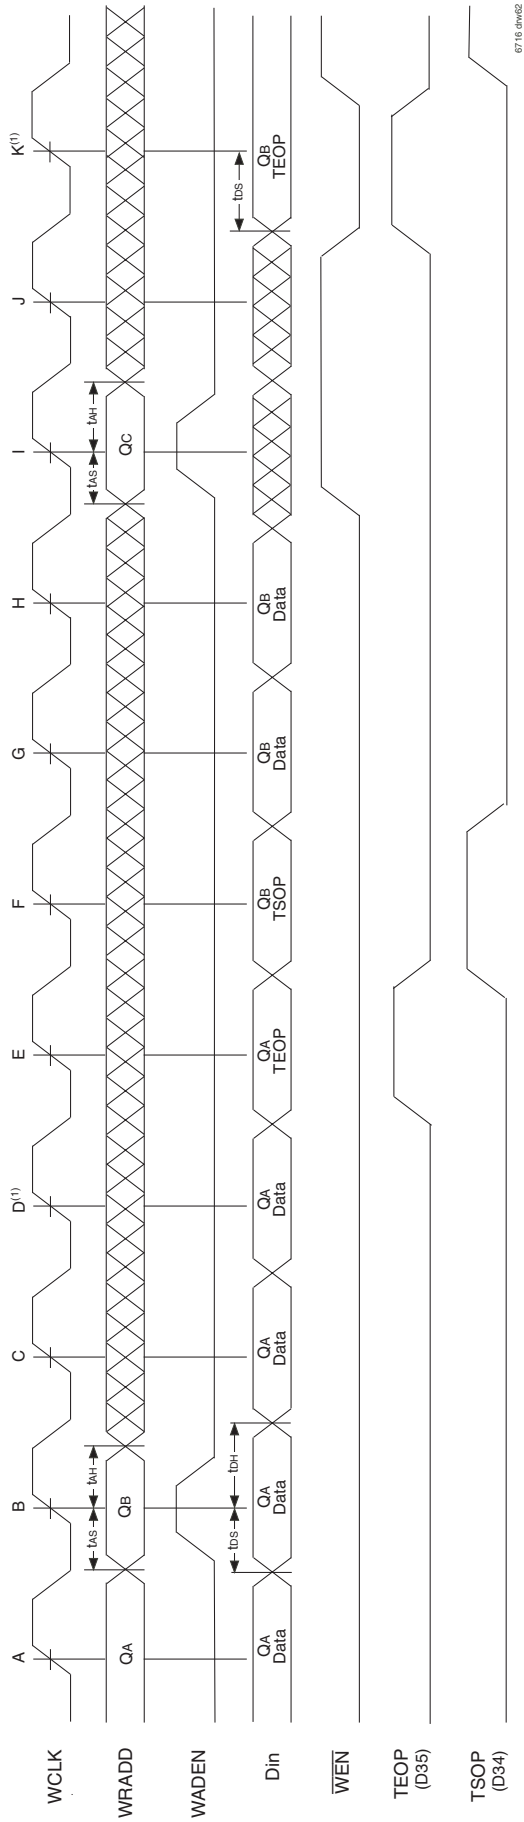 A B C D(1) E F G H I J K(1)
WCLK
tAS tAH tAS tAH
WRADD QA QB QC
WADEN
tDS tDH tDS
Din QA Data QA Data QA Data QA Data QA TEOP QB TSOP QB Data QB Data QB TEOP
WEN
TEOP
(D35)
TSOP
(D34)
6716 drw62